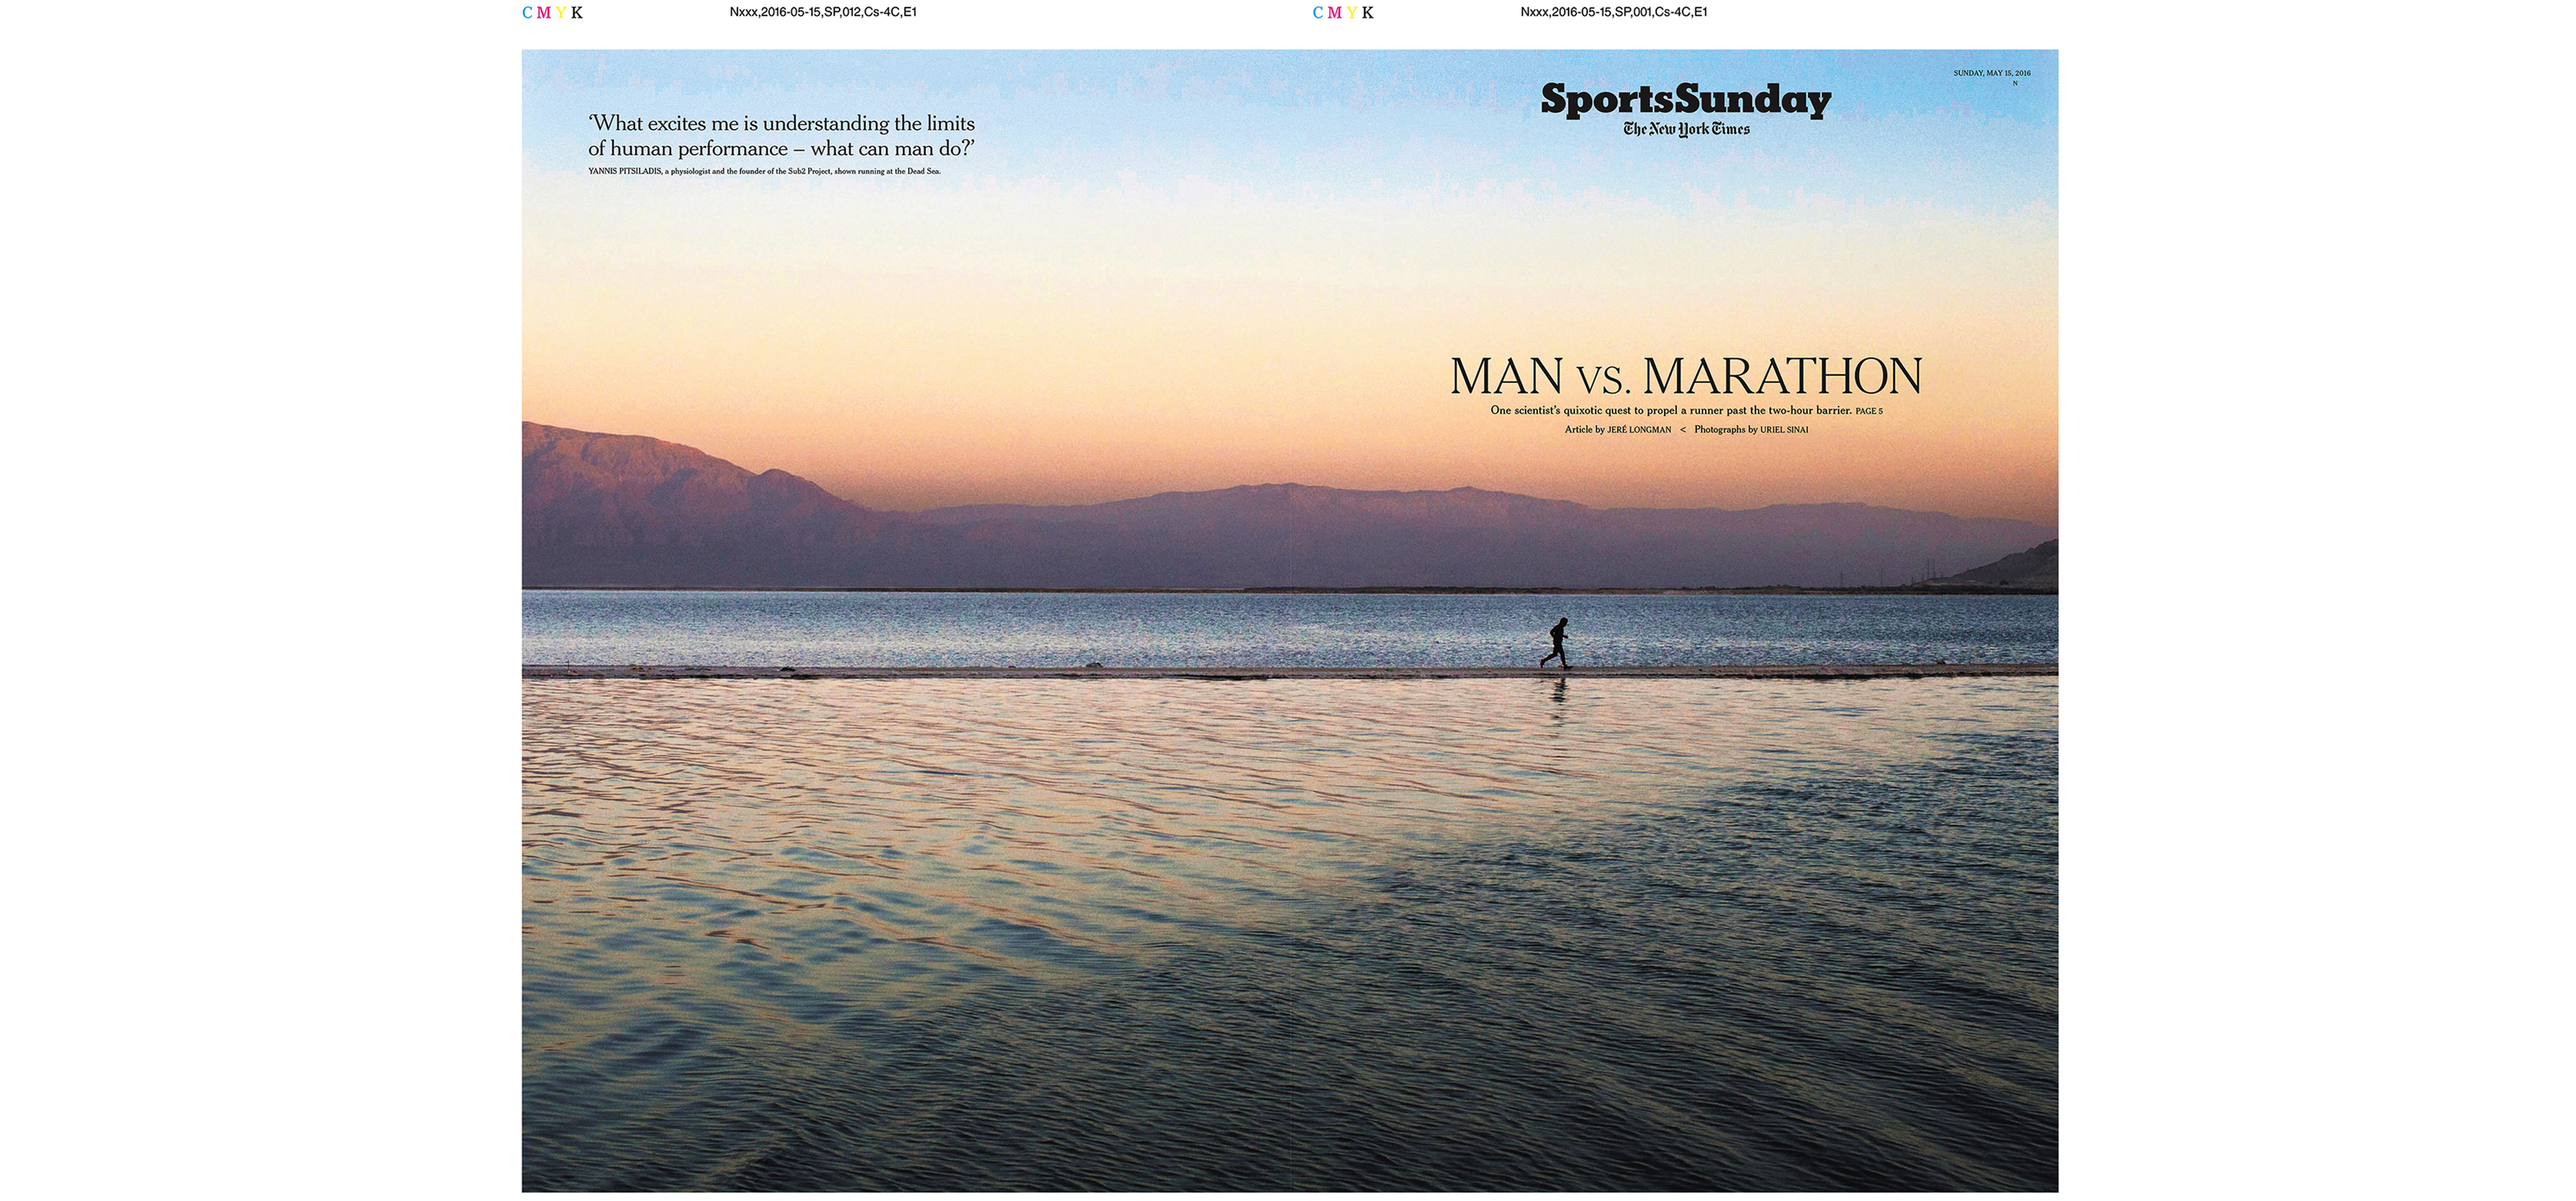 C M Y K
Nxxx,2016-05-15,SP,012,Cs-4C,E1
C M Y K
Nxxx,2016-05-15,SP,001,Cs-4C,E1
‘What excites me is understanding the limits
of human performance – what can man do?’
YANNIS PITSILADIS, a physiologist and the founder of the Sub2 Project, shown running at the Dead Sea.
SUNDAY, MAY 15, 2016
N
SportsSunday
The New York Times
MAN VS. MARATHON
One scientist’s quixotic quest to propel a runner past the two-hour barrier. PAGE 5
Article by JERÉ LONGMAN < Photographs by URIEL SINAI